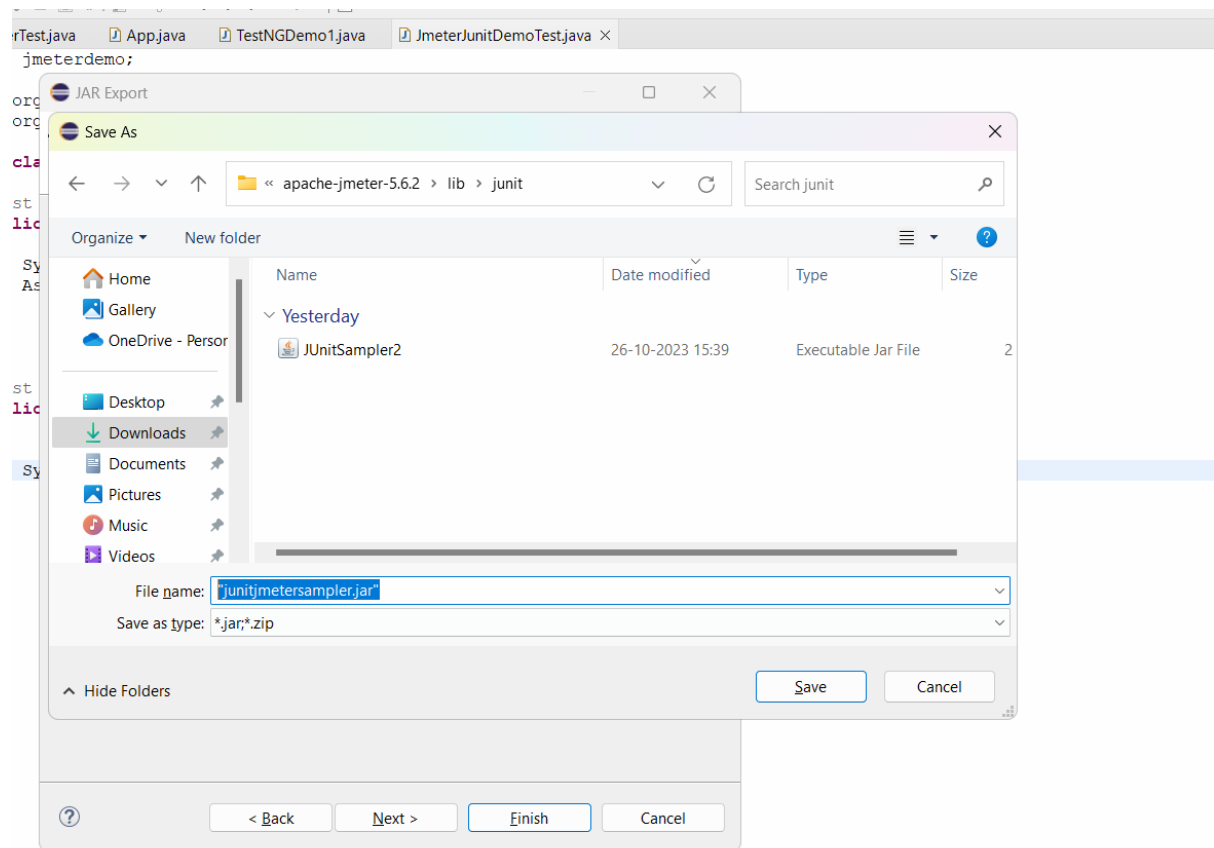 rTest.java App.java TestNGDemo1.java JmeterJunitDemoTest.java
jmeterdemo;
JAR Export
org
org
Save As
cla
« apache-jmeter-5.6.2 > lib > junit Search junit
st
lic
Organize New folder
Sy
As
Home
Gallery
OneDrive - Person
Desktop
Downloads
Documents
Pictures
Music
Videos
Name Date modified Type Size
Yesterday
JUnitSampler2 26-10-2023 15:39 Executable Jar File 2
st
lic
Sy
File name: "junitjmetersampler.jar"
Save as type: *.jar;*.zip
Hide Folders Save Cancel
? < Back Next > Finish Cancel